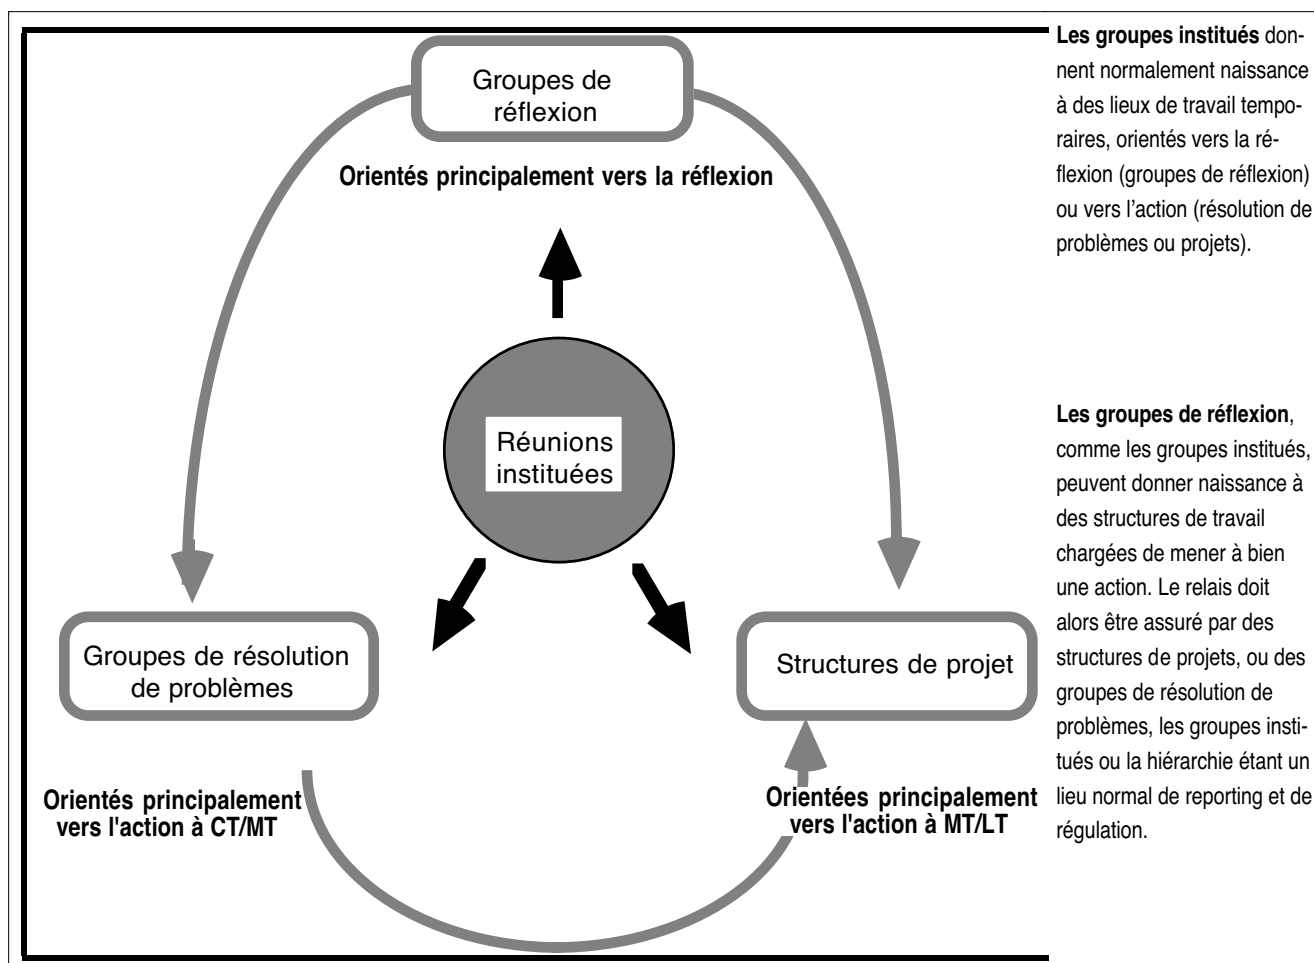 Groupes de
réflexion
Orientés principalement vers la réflexion
Réunions
instituées
Groupes de résolution
de problèmes
Structures de projet
Orientés principalement
vers l'action à CT/MT
Orientées principalement
vers l'action à MT/LT
Les groupes institués don-
nent normalement naissance
à des lieux de travail tempo-
raires, orientés vers la ré-
flexion (groupes de réflexion)
ou vers l’action (résolution de
problèmes ou projets).
Les groupes de réflexion,
comme les groupes institués,
peuvent donner naissance à
des structures de travail
chargées de mener à bien
une action. Le relais doit
alors être assuré par des
structures de projets, ou des
groupes de résolution de
problèmes, les groupes insti-
tués ou la hiérarchie étant un
lieu normal de reporting et de
régulation.